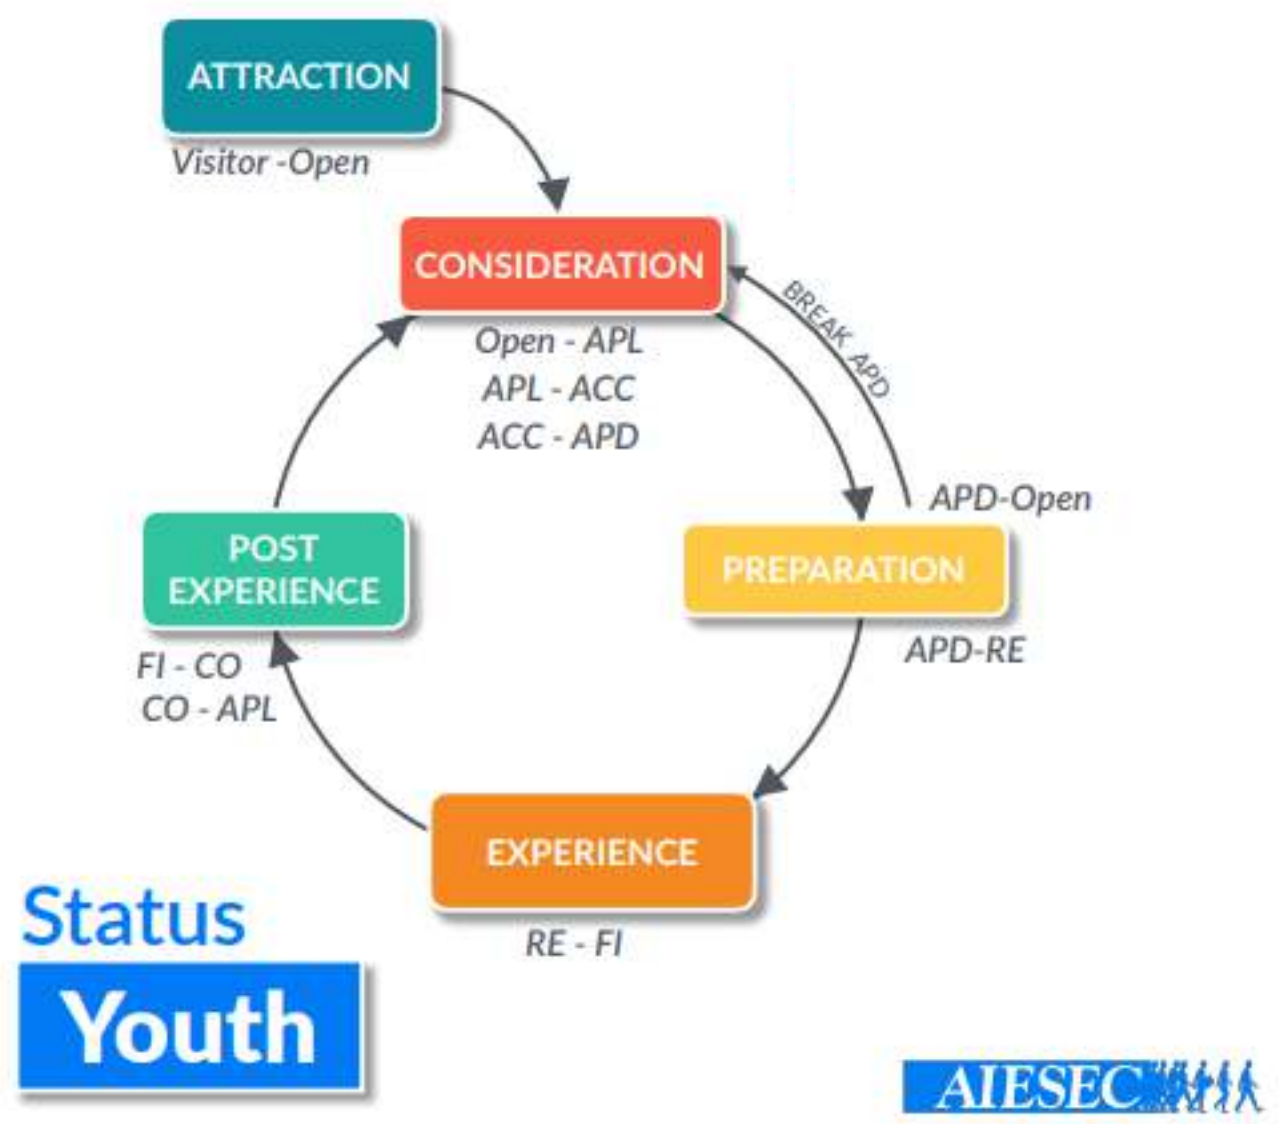 ATTRACTION
Visitor -Open
CONSIDERATION
Open - APL
APL - ACC
ACC - APD
BREAK APD
APD-Open
PREPARATION
APD-RE
POST
EXPERIENCE
FI - CO
CO - APL
EXPERIENCE
RE - FI
Status
Youth
AIESEC